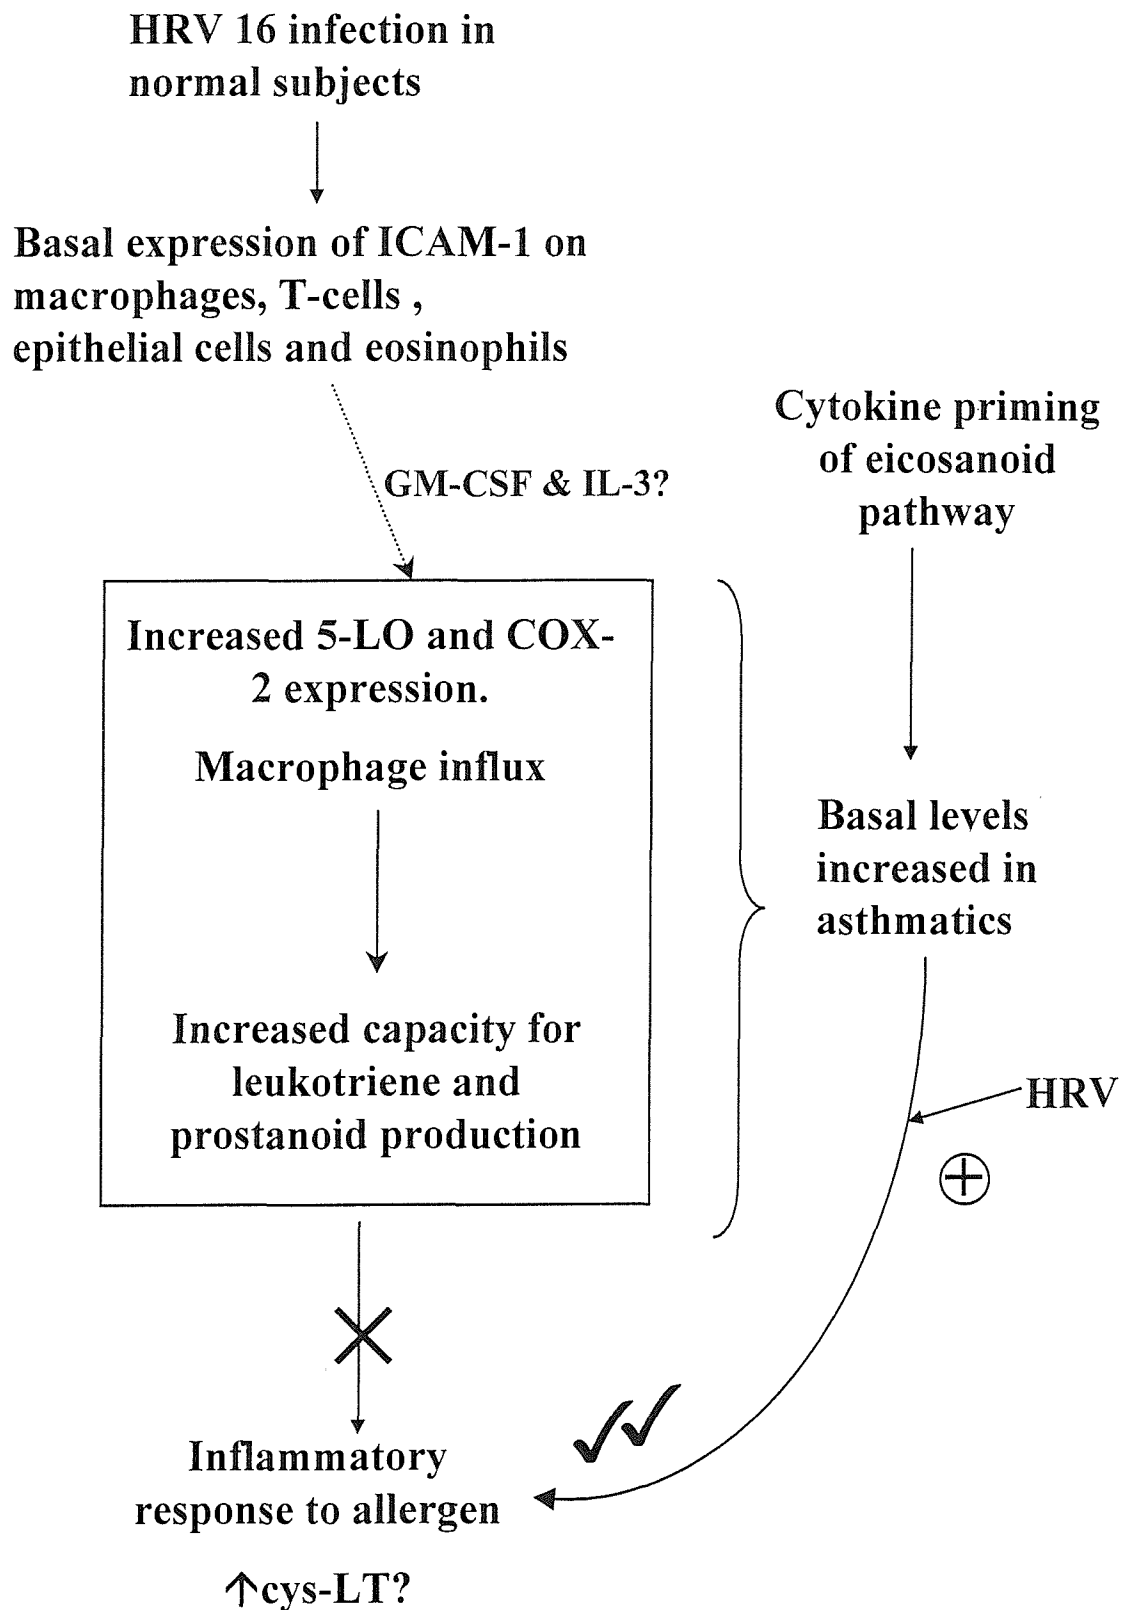 HRV 16 infection in
normal subjects
Basal expression of ICAM-1 on
macrophages, T-cells ,
epithelial cells and eosinophils
GM-CSF & IL-3?
Cytokine priming
of eicosanoid
pathway
Increased 5-LO and COX-
2 expression.
Macrophage influx
Increased capacity for
leukotriene and
prostanoid production
Basal levels
increased in
asthmatics
HRV
Inflammatory
response to allergen
↑cys-LT?